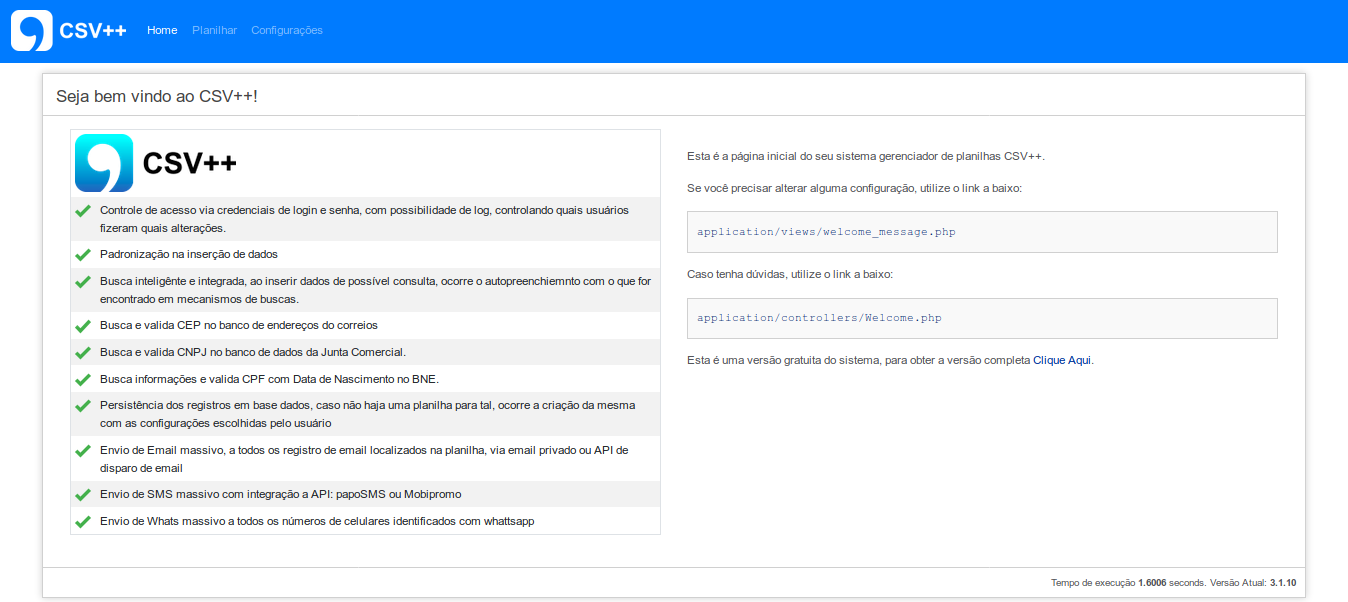 CSV++ Home Planilhar Configurações
Seja bem vindo ao CSV++!
CSV++
Controle de acesso via credenciais de login e senha, com possibilidade de log, controlando quais usuários
fizeram quais alterações.
Padronização na inserção de dados
Busca inteligênte e integrada, ao inserir dados de possível consulta, ocorre o autopreenchiemnto com o que for
encontrado em mecanismos de buscas.
Busca e valida CEP no banco de endereços do correios
Busca e valida CNPJ no banco de dados da Junta Comercial.
Busca informações e valida CPF com Data de Nascimento no BNE.
Persistência dos registros em base dados, caso não haja uma planilha para tal, ocorre a criação da mesma
com as configurações escolhidas pelo usuário
Envio de Email massivo, a todos os registro de email localizados na planilha, via email privado ou API de
disparo de email
Envio de SMS massivo com integração a API: papoSMS ou Mobipromo
Envio de Whats massivo a todos os números de celulares identificados com whattsapp
Esta é a página inicial do seu sistema gerenciador de planilhas CSV++.
Se você precisar alterar alguma configuração, utilize o link a baixo:
application/views/welcome_message.php
Caso tenha dúvidas, utilize o link a baixo:
application/controllers/Welcome.php
Esta é uma versão gratuita do sistema, para obter a versão completa Clique Aqui.
Tempo de execução 1.6006 seconds. Versão Atual: 3.1.10